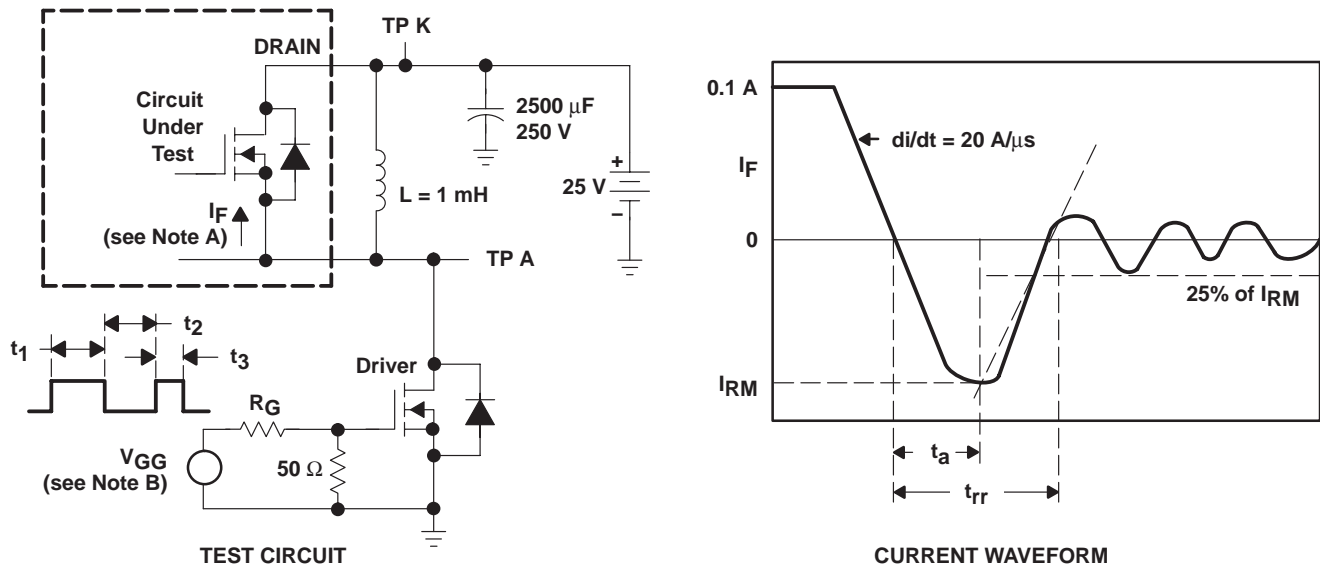 TP K
DRAIN
Circuit
Under
Test
2500 µF
250 V
L = 1 mH
+
25 V
–
IF
(see Note A)
TP A
t1
t2
t3
Driver
RG
VGG
(see Note B)
50 Ω
TEST CIRCUIT
0.1 A
di/dt = 20 A/µs
IF
0
25% of IRM
IRM
ta
trr
CURRENT WAVEFORM